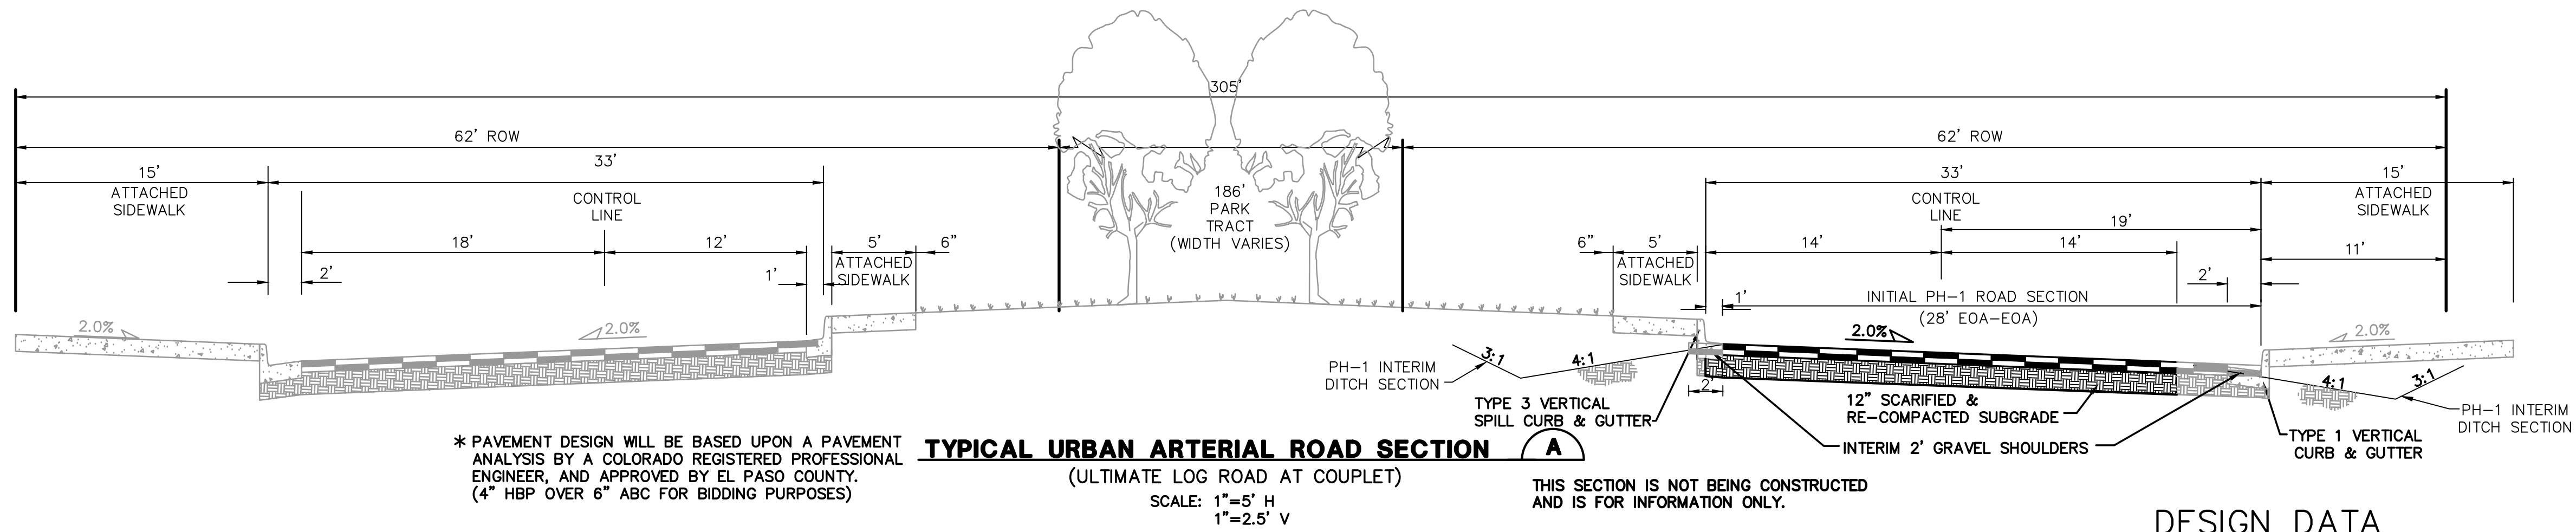 305'
62' ROW
62' ROW
33'
33'
15'
ATTACHED
SIDEWALK
CONTROL
LINE
18'
12'
2'
1'
5'
ATTACHED
SIDEWALK
6"
186'
PARK
TRACT
(WIDTH VARIES)
6"
5'
ATTACHED
SIDEWALK
CONTROL
LINE
19'
14'
14'
15'
ATTACHED
SIDEWALK
11'
2'
1'
INITIAL PH-1 ROAD SECTION
(28' EOA-EOA)
2.0%
2.0%
2.0%
2.0%
PH-1 INTERIM
DITCH SECTION
3:1
4:1
2'
4:1
3:1
PH-1 INTERIM
DITCH SECTION
TYPE 3 VERTICAL
SPILL CURB & GUTTER
12" SCARIFIED &
RE-COMPACTED SUBGRADE
INTERIM 2' GRAVEL SHOULDERS
TYPE 1 VERTICAL
CURB & GUTTER
* PAVEMENT DESIGN WILL BE BASED UPON A PAVEMENT
ANALYSIS BY A COLORADO REGISTERED PROFESSIONAL
ENGINEER, AND APPROVED BY EL PASO COUNTY.
(4" HBP OVER 6" ABC FOR BIDDING PURPOSES)
TYPICAL URBAN ARTERIAL ROAD SECTION A
(ULTIMATE LOG ROAD AT COUPLET)
SCALE: 1"=5' H
1"=2.5' V
THIS SECTION IS NOT BEING CONSTRUCTED
AND IS FOR INFORMATION ONLY.
DESIGN DATA